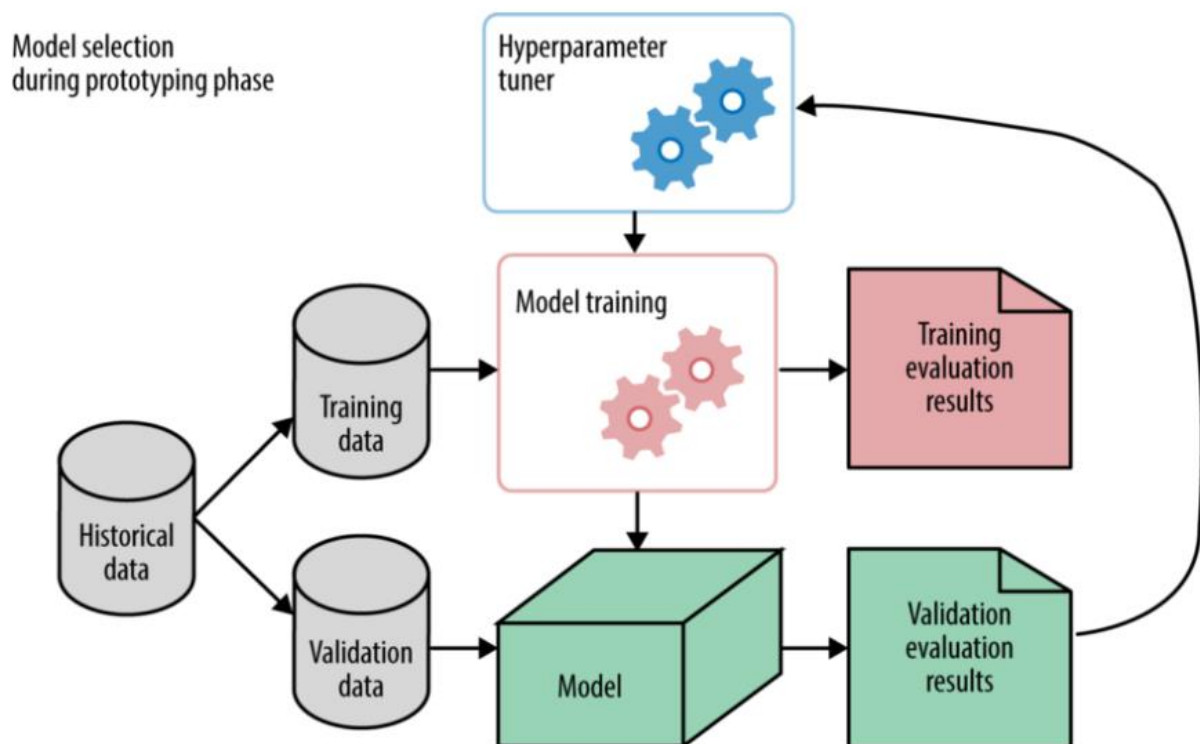 Model selection
during prototyping phase
Hyperparameter
tuner
Model training
Training
evaluation
results
Training
data
Historical
data
Validation
data
Model
Validation
evaluation
results